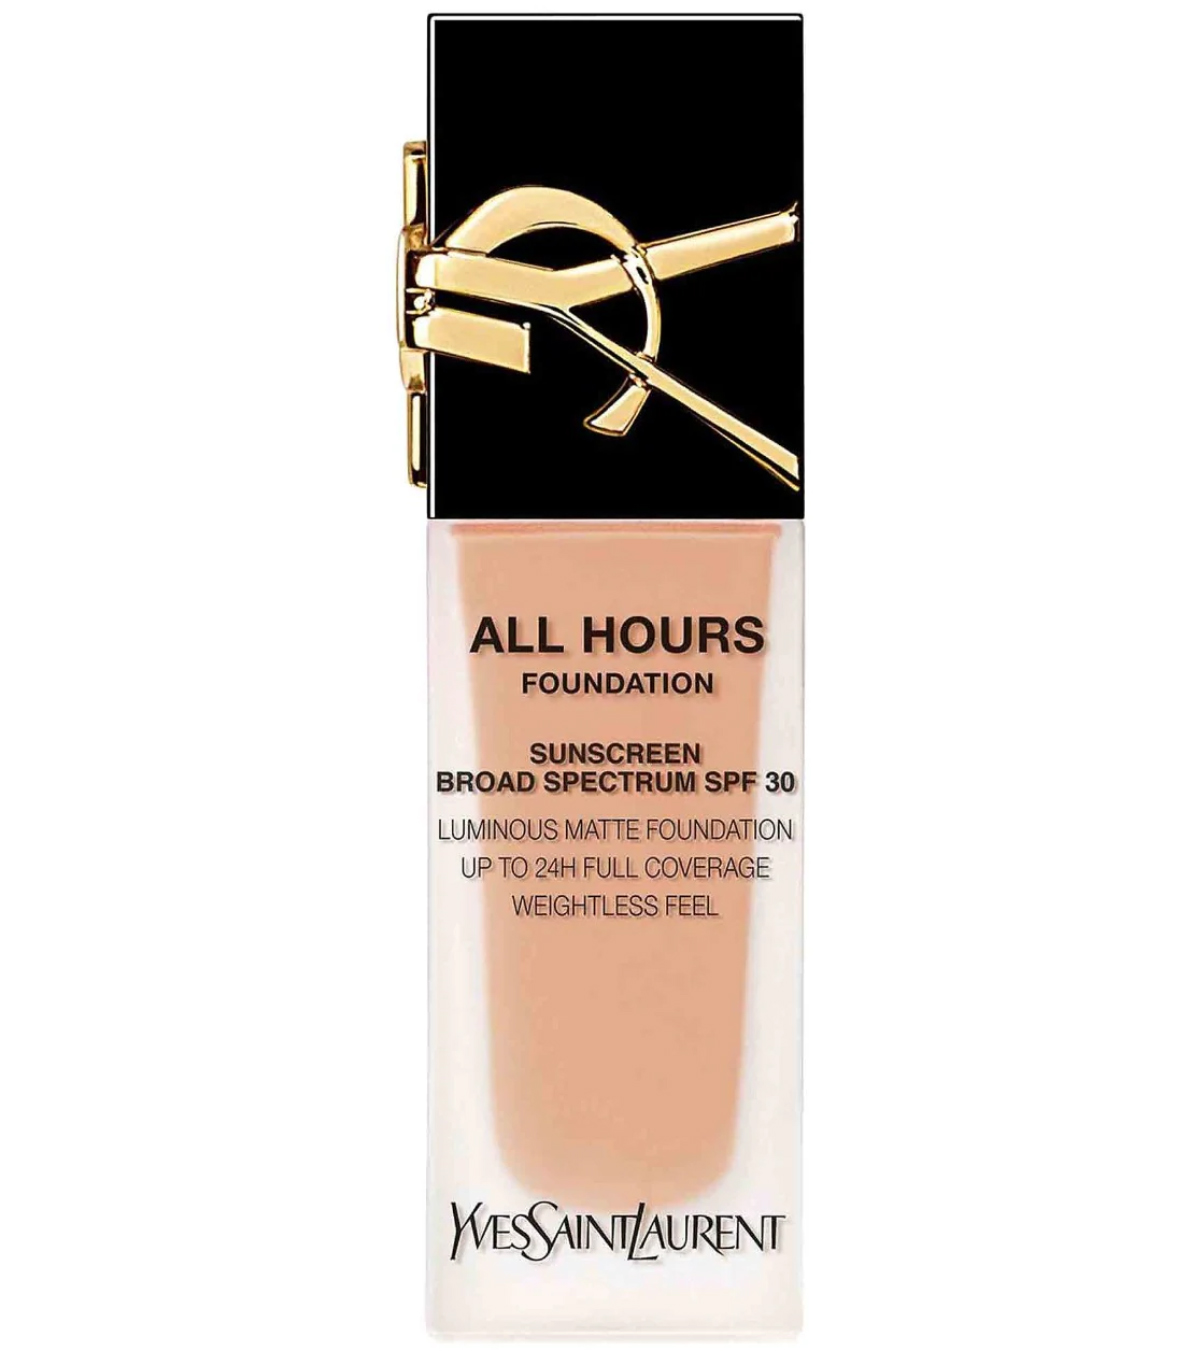 ALL HOURS
FOUNDATION
SUNSCREEN
BROAD SPECTRUM SPF 30
LUMINOUS MATTE FOUNDATION
UP TO 24H FULL COVERAGE
WEIGHTLESS FEEL
YVESSAINTLAURENT